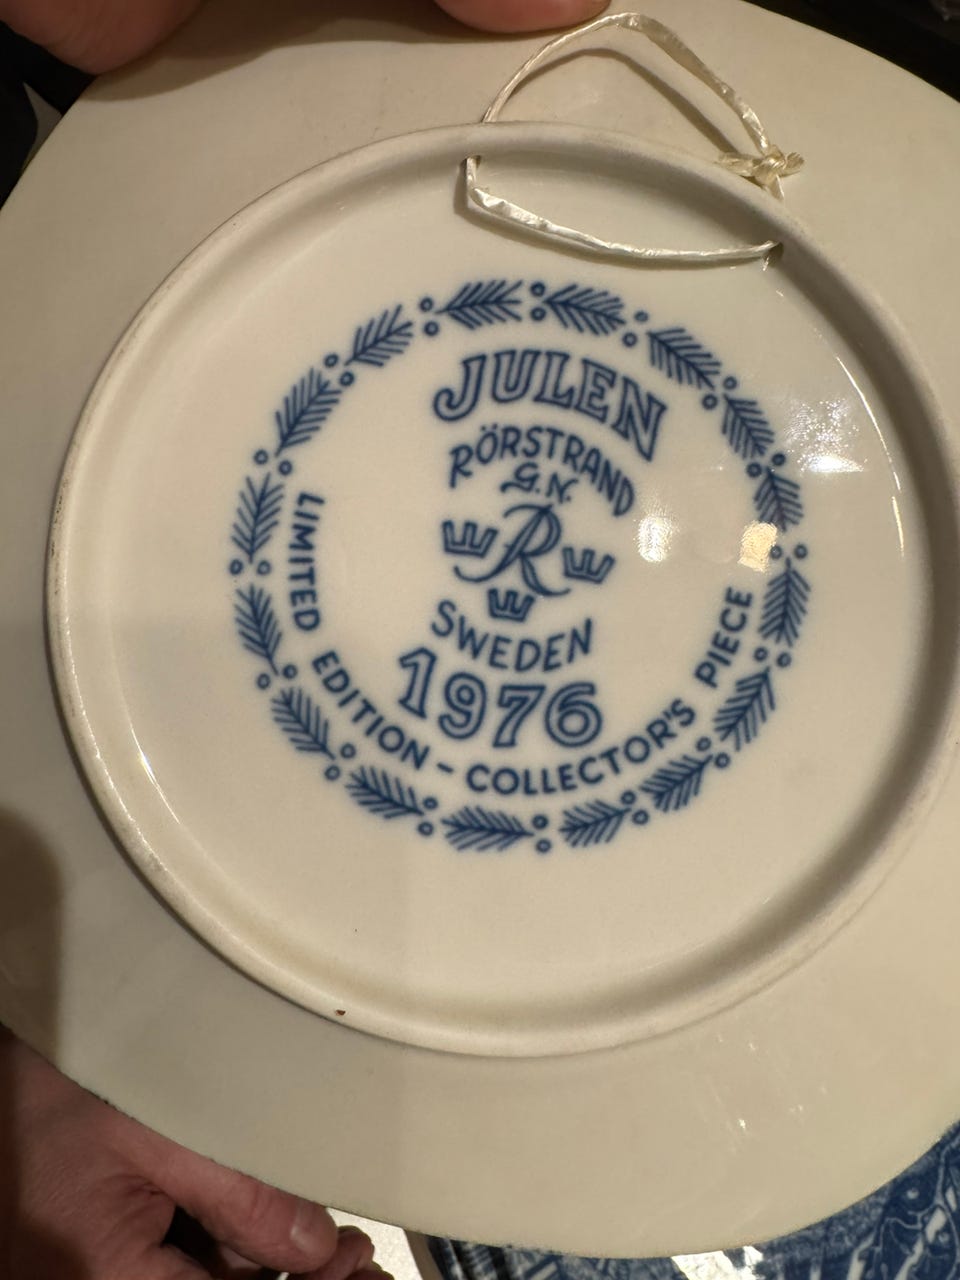 JULEN
RÖRSTRAND
G.N.
R
SWEDEN
1976
LIMITED EDITION - COLLECTOR'S PIECE